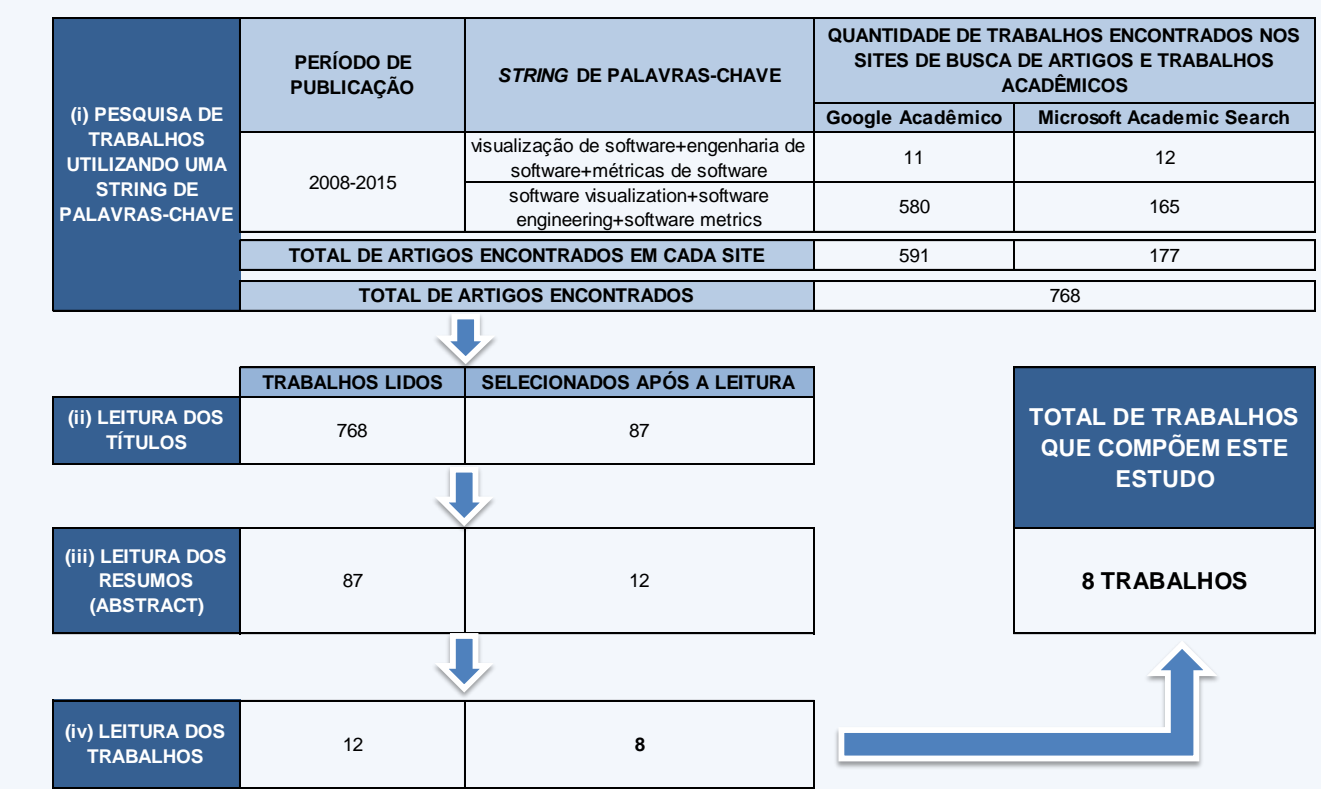 (i) PESQUISA DE
TRABALHOS
UTILIZANDO UMA
STRING DE
PALAVRAS-CHAVE
PERÍODO DE
PUBLICAÇÃO
STRING DE PALAVRAS-CHAVE
QUANTIDADE DE TRABALHOS ENCONTRADOS NOS
SITES DE BUSCA DE ARTIGOS E TRABALHOS
ACADÊMICOS
Google Acadêmico
Microsoft Academic Search
2008-2015
visualização de software+engenharia de
software+métricas de software
11
12
software visualization+software
engineering+software metrics
580
165
TOTAL DE ARTIGOS ENCONTRADOS EM CADA SITE
591
177
TOTAL DE ARTIGOS ENCONTRADOS
768
TRABALHOS LIDOS
SELECIONADOS APÓS A LEITURA
(ii) LEITURA DOS
TÍTULOS
768
87
(iii) LEITURA DOS
RESUMOS
(ABSTRACT)
87
12
(iv) LEITURA DOS
TRABALHOS
12
8
TOTAL DE TRABALHOS
QUE COMPÕEM ESTE
ESTUDO
8 TRABALHOS